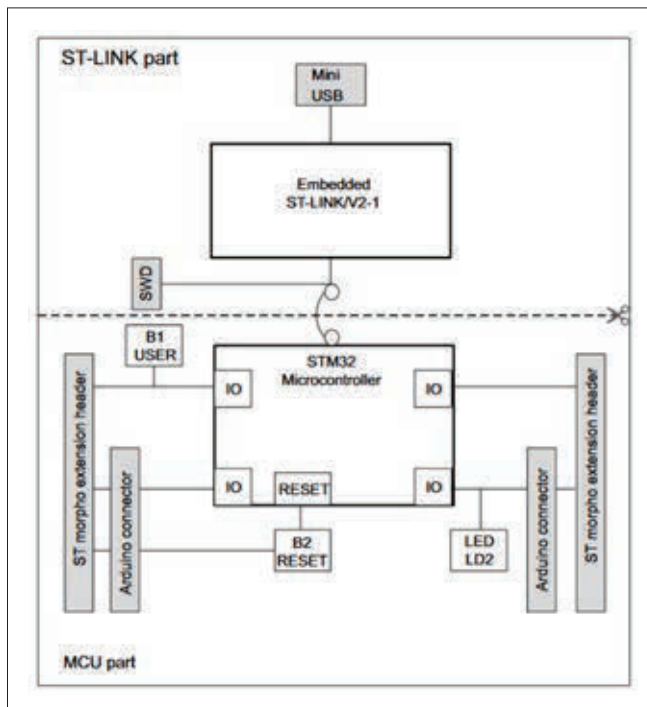 ST-LINK part
Mini
USB
Embedded
ST-LINK/V2-1
SWD
B1
USER
STM32
Microcontroller
IO
IO
ST morpho extension header
Arduino connector
IO
RESET
IO
B2
RESET
LED
LD2
Arduino connector
ST morpho extension header
MCU part